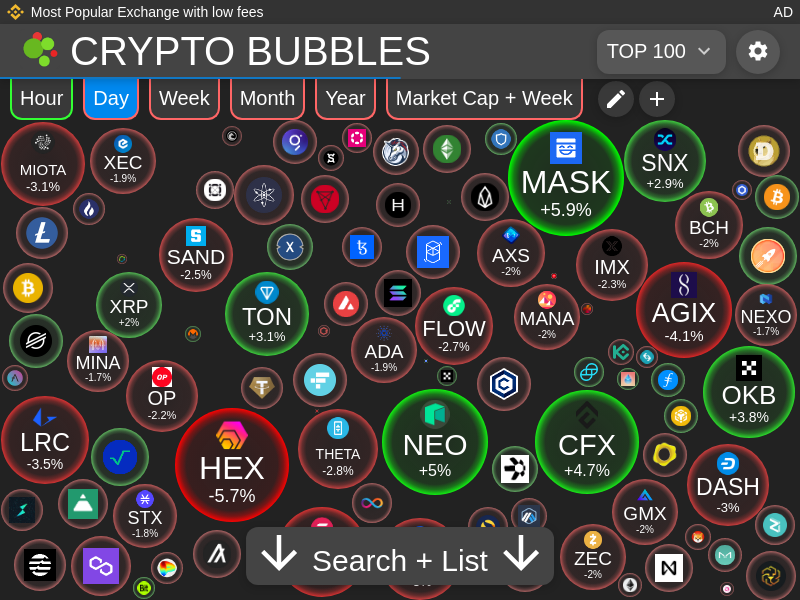 Most Popular Exchange with low fees
AD
CRYPTO BUBBLES
TOP 100
Hour
Day
Week
Month
Year
Market Cap + Week
MIOTA
-3.1%
XEC
-1.9%
MASK
+5.9%
SNX
+2.9%
BCH
-2%
SAND
-2.5%
AXS
-2%
IMX
-2.3%
XRP
+2%
TON
+3.1%
FLOW
-2.7%
MANA
-2%
AGIX
-4.1%
NEXO
-1.7%
MINA
-1.7%
ADA
-1.9%
OP
-2.2%
OKB
+3.8%
LRC
-3.5%
HEX
-5.7%
THETA
-2.8%
NEO
+5%
CFX
+4.7%
DASH
-3%
STX
-1.8%
GMX
-2%
ZEC
-2%
Search + List